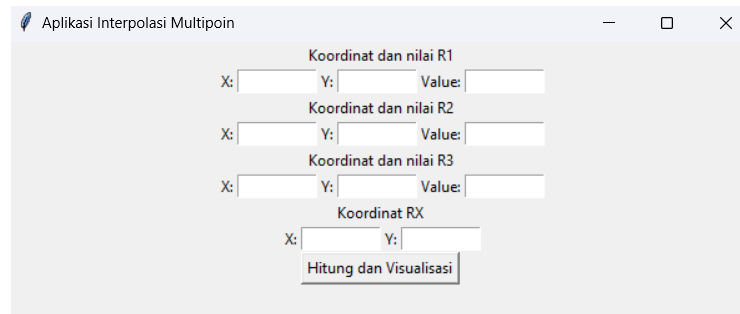 Aplikasi Interpolasi Multipoin
Koordinat dan nilai R1
X: Y: Value:
Koordinat dan nilai R2
X: Y: Value:
Koordinat dan nilai R3
X: Y: Value:
Koordinat RX
X: Y:
Hitung dan Visualisasi